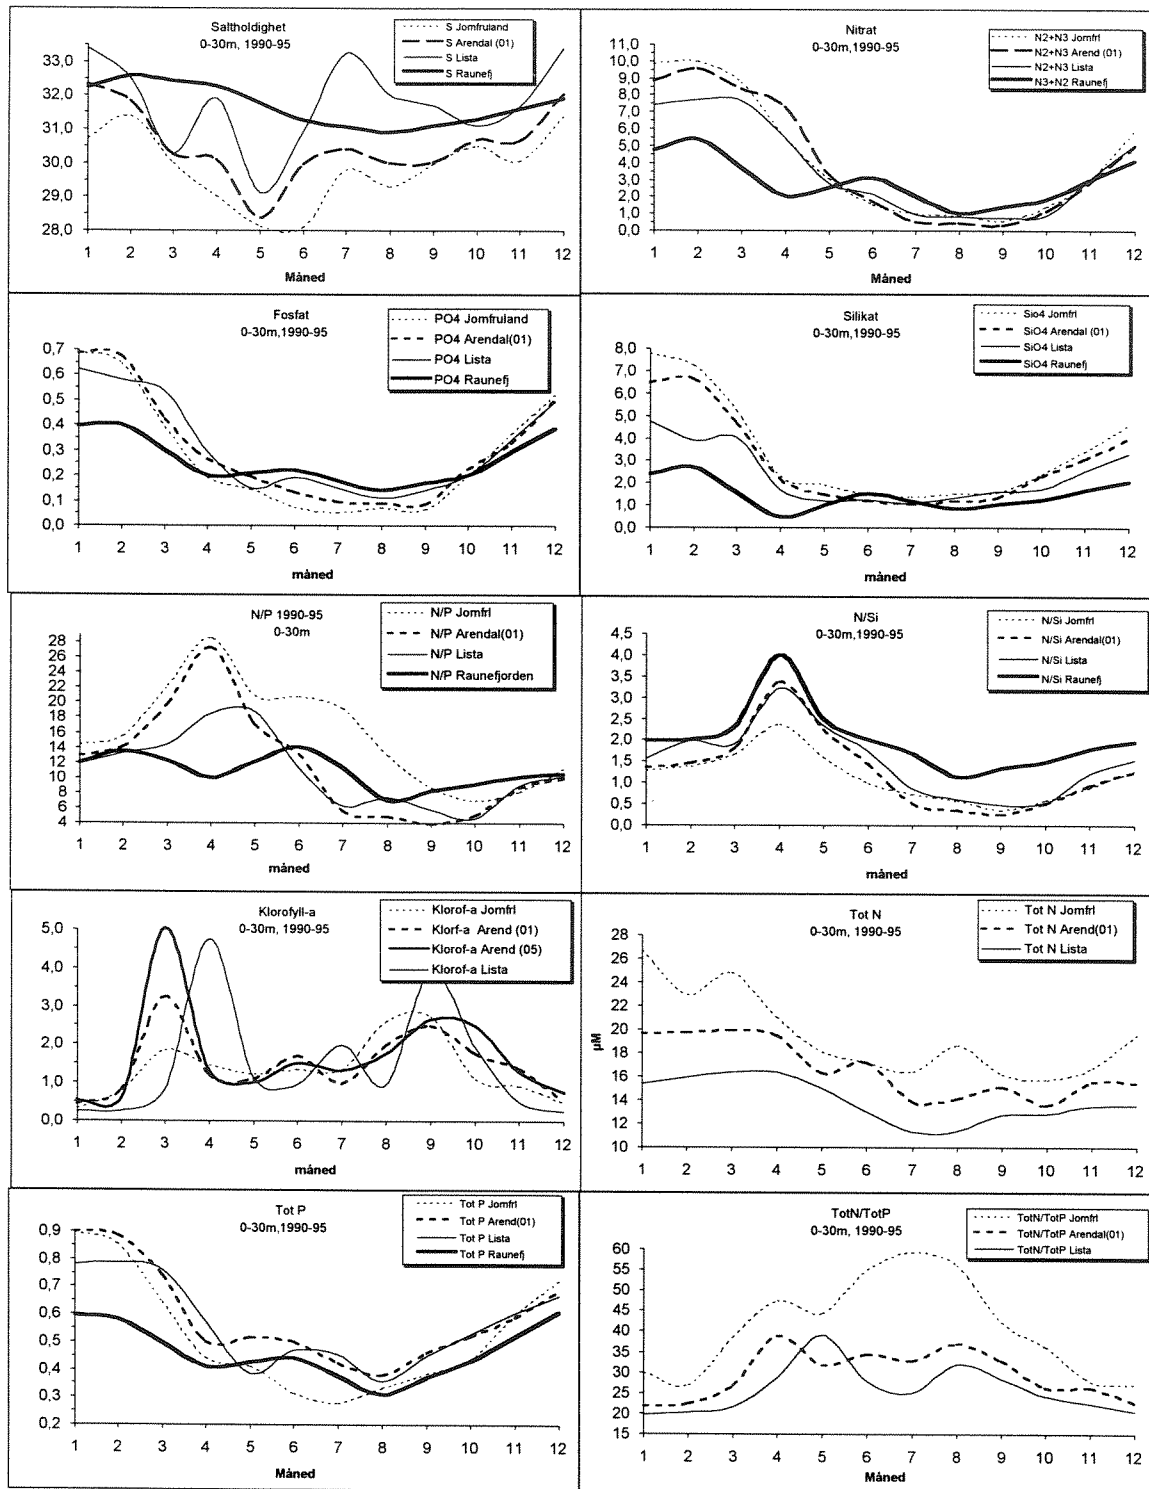 Saltholdighet
0-30m, 1990-95
S Jomfruland
S Arendal (01)
S Lista
S Raunefj
33,0
32,0
31,0
30,0
29,0
28,0
1 2 3 4 5 6 7 8 9 10 11 12
Måned
Nitrat
0-30m,1990-95
N2+N3 Jomfrl
N2+N3 Arend (01)
N2+N3 Lista
N3+N2 Raunefj
11,0
10,0
9,0
8,0
7,0
6,0
5,0
4,0
3,0
2,0
1,0
0,0
1 2 3 4 5 6 7 8 9 10 11 12
Måned
Fosfat
0-30m,1990-95
PO4 Jomfruland
PO4 Arendal(01)
PO4 Lista
PO4 Raunefj
0,7
0,6
0,5
0,4
0,3
0,2
0,1
0,0
1 2 3 4 5 6 7 8 9 10 11 12
måned
Silikat
0-30m,1990-95
Sio4 Jomfl
SiO4 Arendal (01)
SiO4 Lista
SiO4 Raunefj
8,0
7,0
6,0
5,0
4,0
3,0
2,0
1,0
0,0
1 2 3 4 5 6 7 8 9 10 11 12
måned
N/P 1990-95
0-30m
N/P Jomfrl
N/P Arendal(01)
N/P Lista
N/P Raunefjorden
28
26
24
22
20
18
16
14
12
10
8
6
4
1 2 3 4 5 6 7 8 9 10 11 12
måned
N/Si
0-30m,1990-95
N/Si Jomfl
N/Si Arendal(01)
N/Si Lista
N/Si Raunefj
4,5
4,0
3,5
3,0
2,5
2,0
1,5
1,0
0,5
0,0
1 2 3 4 5 6 7 8 9 10 11 12
måned
Klorofyll-a
0-30m, 1990-95
Klorof-a Jomfrl
Klorf-a Arend (01)
Klorof-a Arend (05)
Klorof-a Lista
5,0
4,0
3,0
2,0
1,0
0,0
1 2 3 4 5 6 7 8 9 10 11 12
måned
Tot N
0-30m, 1990-95
Tot N Jomfrl
Tot N Arend(01)
Tot N Lista
µM
28
26
24
22
20
18
16
14
12
10
1 2 3 4 5 6 7 8 9 10 11 12
Tot P
0-30m,1990-95
Tot P Jomfrl
Tot P Arend(01)
Tot P Lista
Tot P Raunefj
0,9
0,8
0,7
0,6
0,5
0,4
0,3
0,2
1 2 3 4 5 6 7 8 9 10 11 12
Måned
TotN/TotP
0-30m, 1990-95
TotN/TotP Jomfrl
TotN/TotP Arendal(01)
TotN/TotP Lista
60
55
50
45
40
35
30
25
20
15
1 2 3 4 5 6 7 8 9 10 11 12
Måned